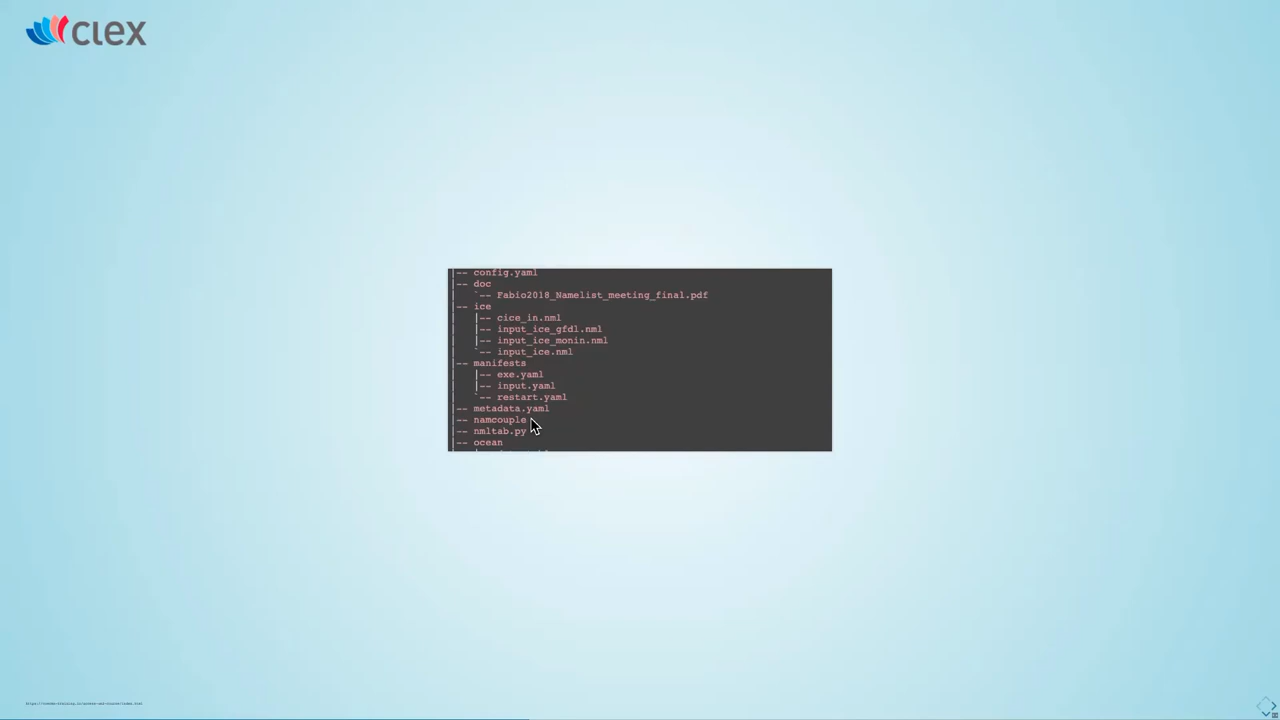 CLEX
|-- config.yaml
|-- doc
|   `-- Fabio2018_Namelist_meeting_final.pdf
|-- ice
|   |-- cice_in.nml
|   |-- input_ice_gfdl.nml
|   |-- input_ice_monin.nml
|   `-- input_ice.nml
|-- manifests
|   |-- exe.yaml
|   |-- input.yaml
|   `-- restart.yaml
|-- metadata.yaml
|-- namcouple
|-- nmltab.py
|-- ocean